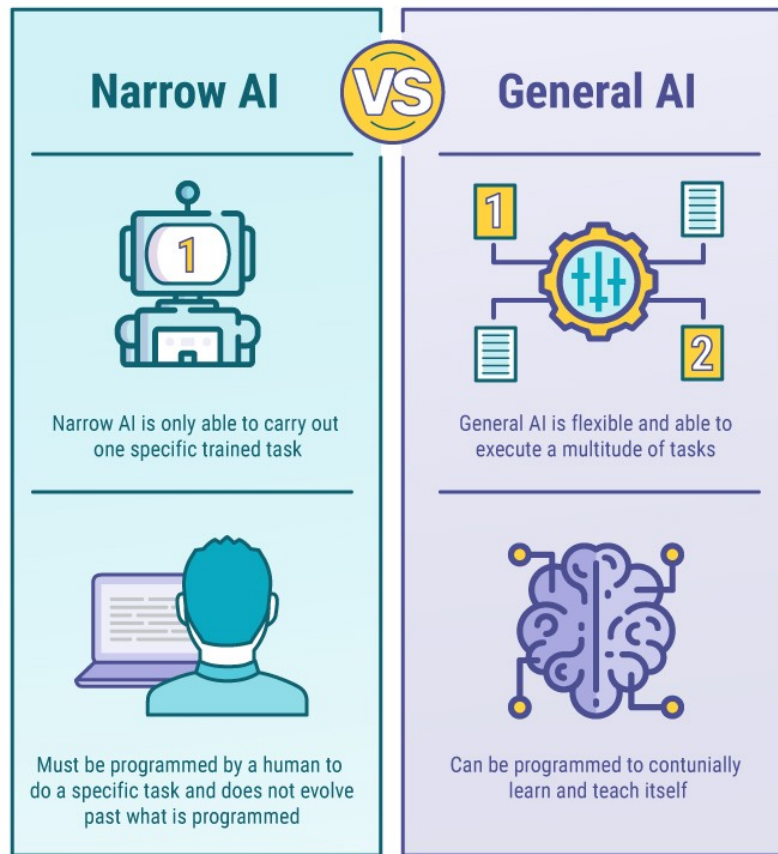 Narrow AI
VS
General AI
1
1
2
Narrow AI is only able to carry out
one specific trained task
General AI is flexible and able to
execute a multitude of tasks
Must be programmed by a human to
do a specific task and does not evolve
past what is programmed
Can be programmed to contunially
learn and teach itself